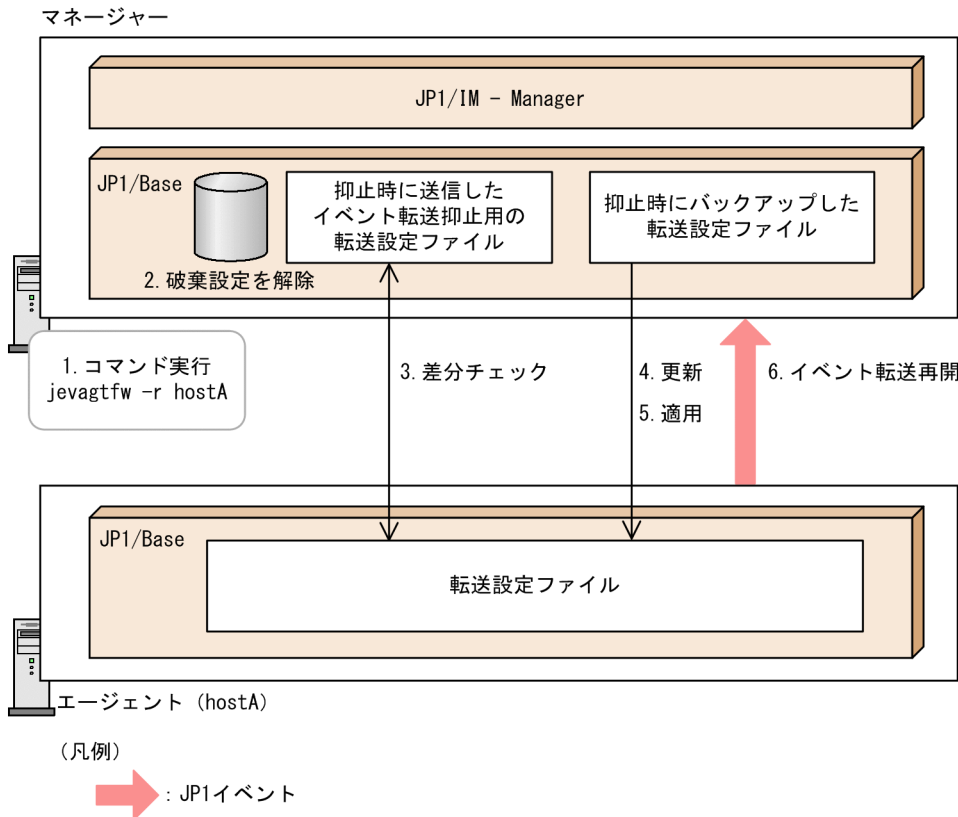 マネージャー
JP1/IM − Manager
JP1/Base
抑止時に送信した
イベント転送抑止用の
転送設定ファイル
抑止時にバックアップした
転送設定ファイル
2. 破棄設定を解除
1. コマンド実行
jevagtfw −r hostA
3. 差分チェック
4. 更新
5. 適用
6. イベント転送再開
JP1/Base
転送設定ファイル
エージェント（hostA）
（凡例）
：JP1イベント